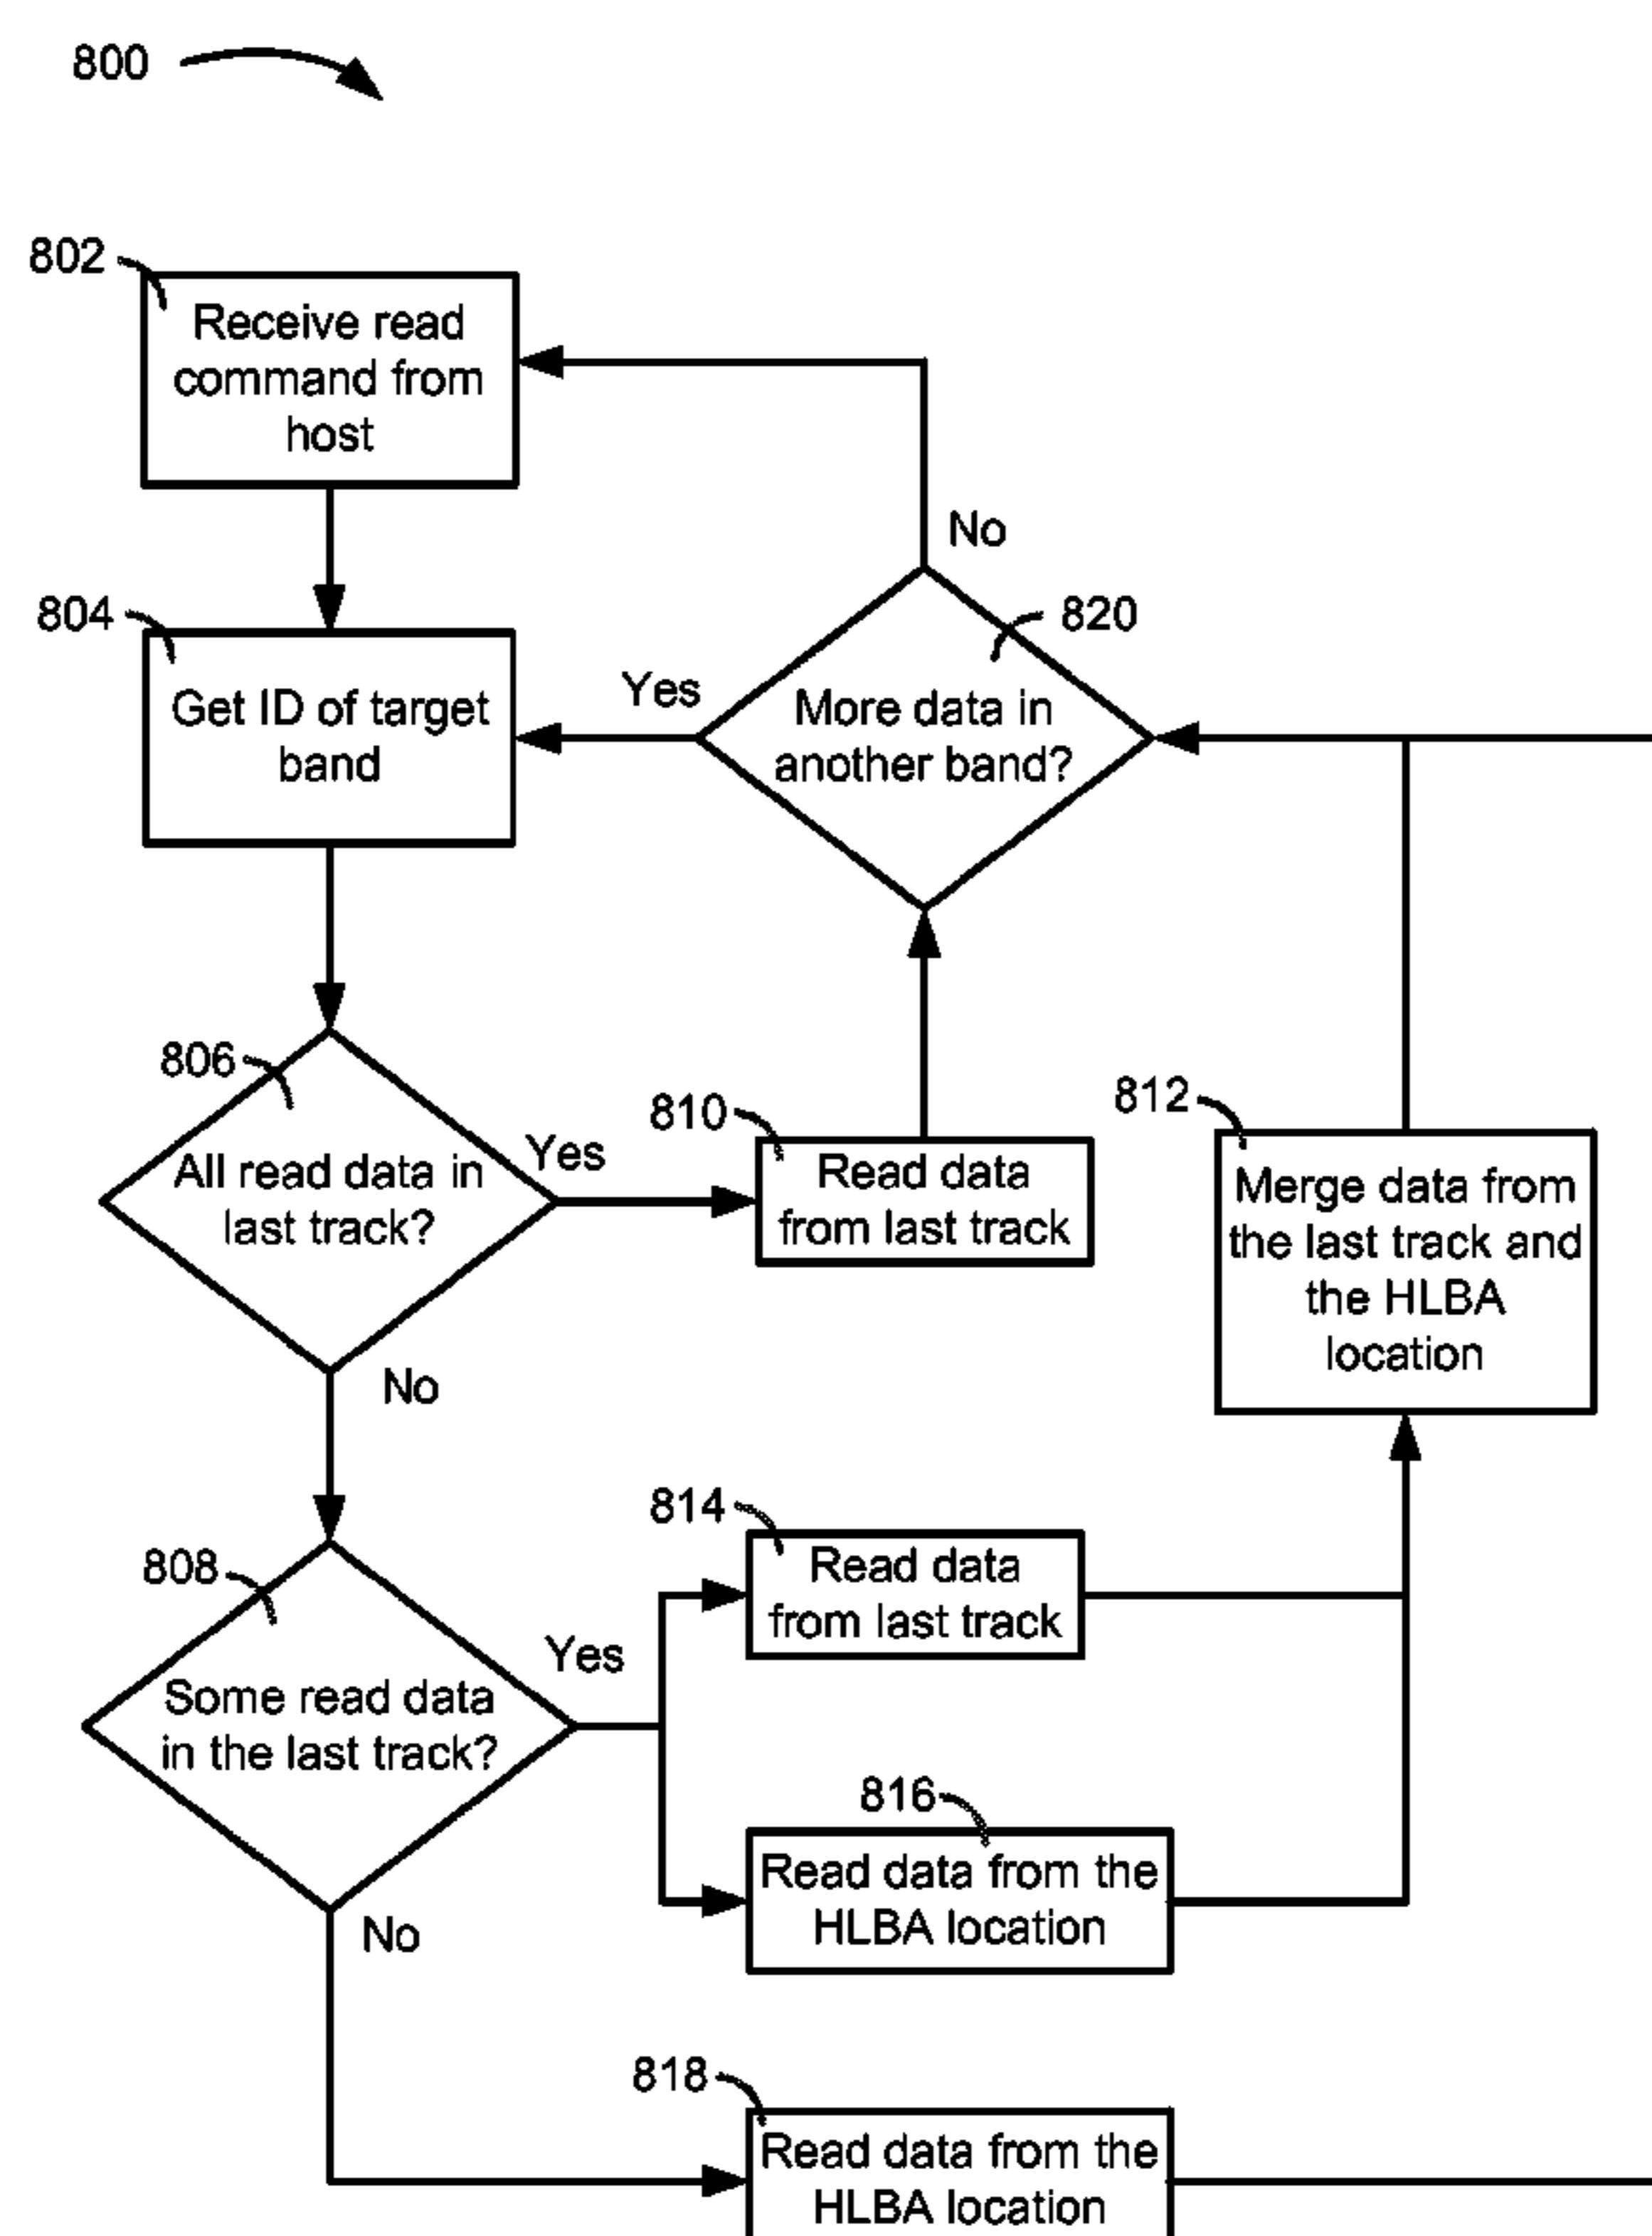 800
802
Receive read
command from
host
No
804
Get ID of target
band
Yes
820
More data in
another band?
806
All read data in
last track?
Yes
No
810
Read data
from last track
812
Merge data from
the last track and
the HLBA
location
808
Some read data
in the last track?
Yes
No
814
Read data
from last track
816
Read data from the
HLBA location
818
Read data from the
HLBA location